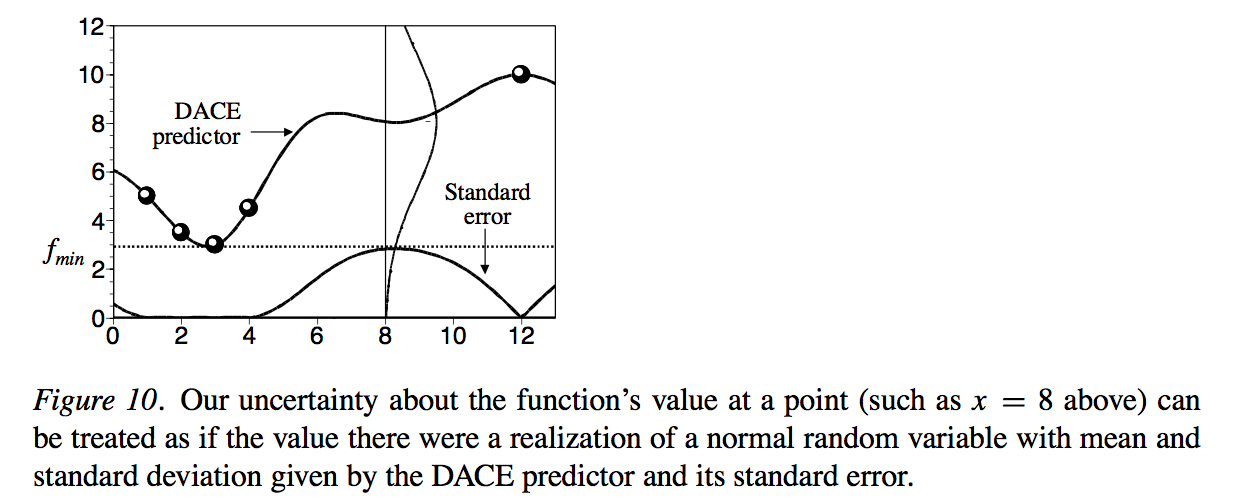 12
10
DACE
8
predictor
6
Standard
4
error
f_min
2
0
0 2 4 6 8 10 12
Figure 10. Our uncertainty about the function’s value at a point (such as x = 8 above) can
be treated as if the value there were a realization of a normal random variable with mean and
standard deviation given by the DACE predictor and its standard error.